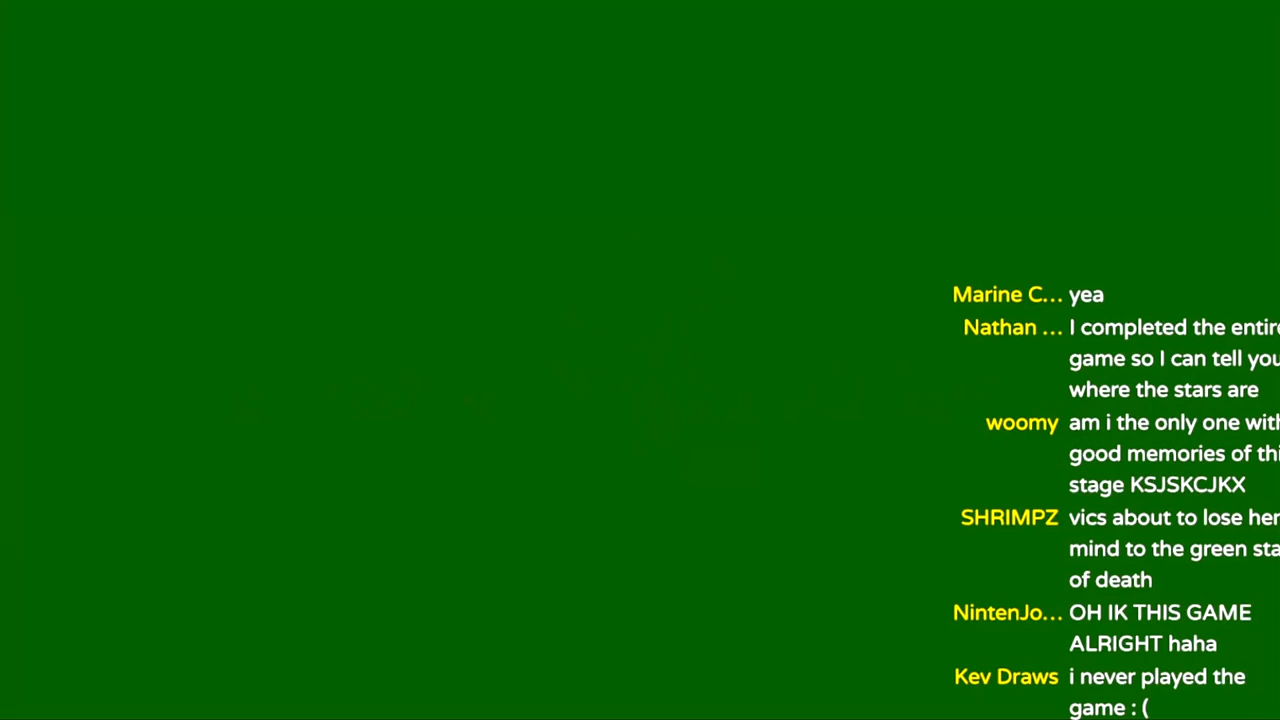 Marine C… yea
Nathan … I completed the entire
game so I can tell you
where the stars are
woomy am i the only one with
good memories of thi
stage KSJSKCJKX
SHRIMPZ vics about to lose her
mind to the green sta
of death
NintenJo… OH IK THIS GAME
ALRIGHT haha
Kev Draws i never played the
game : (